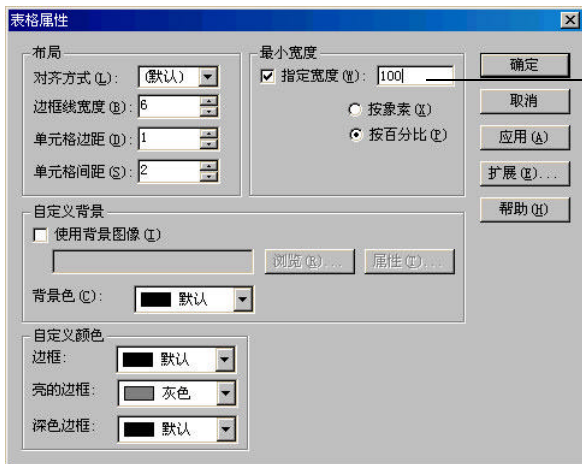 表格属性
布局
对齐方式(L): (默认)
边框线宽度(B): 6
单元格边距(D): 1
单元格间距(S): 2
最小宽度
指定宽度(W): 100
按象素(X)
按百分比(P)
确定
取消
应用(A)
扩展(E)...
帮助(H)
自定义背景
使用背景图像(I)
浏览(R)...
属性(T)...
背景色(C): 默认
自定义颜色
边框: 默认
亮的边框: 灰色
深色边框: 默认